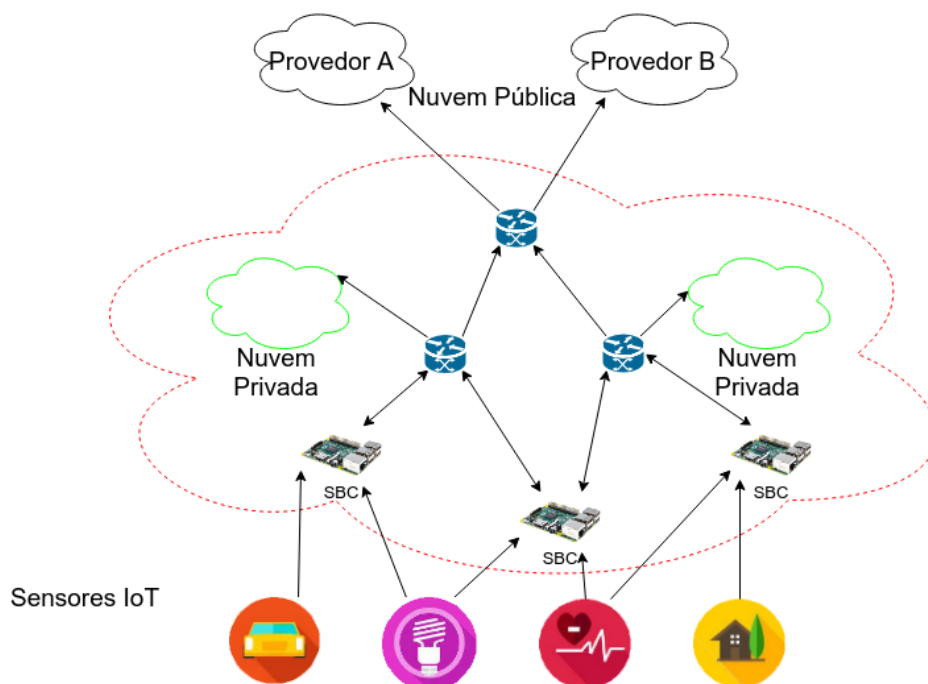 Provedor A
Provedor B
Nuvem Pública
Nuvem
Privada
Nuvem
Privada
SBC
SBC
SBC
Sensores IoT